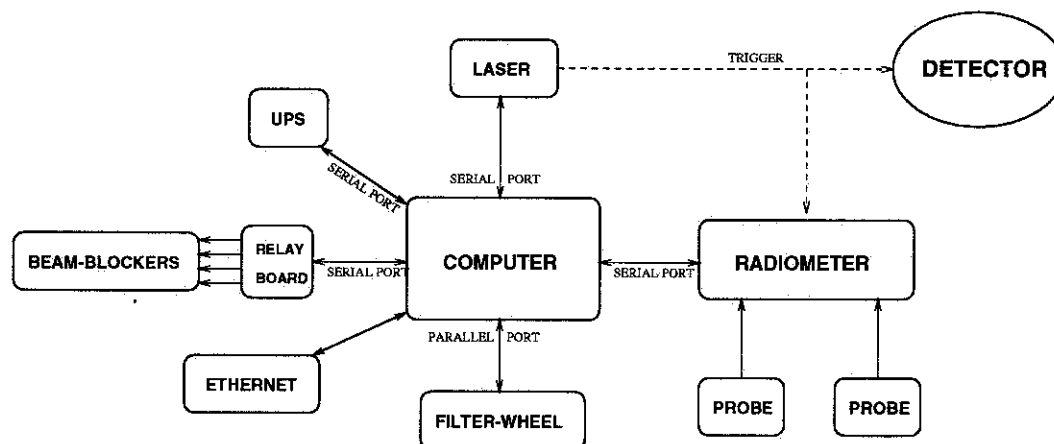 LASER
TRIGGER
DETECTOR
UPS
SERIAL PORT
SERIAL PORT
BEAM-BLOCKERS
RELAY
BOARD
SERIAL PORT
COMPUTER
SERIAL PORT
RADIOMETER
PARALLEL PORT
ETHERNET
FILTER-WHEEL
PROBE
PROBE